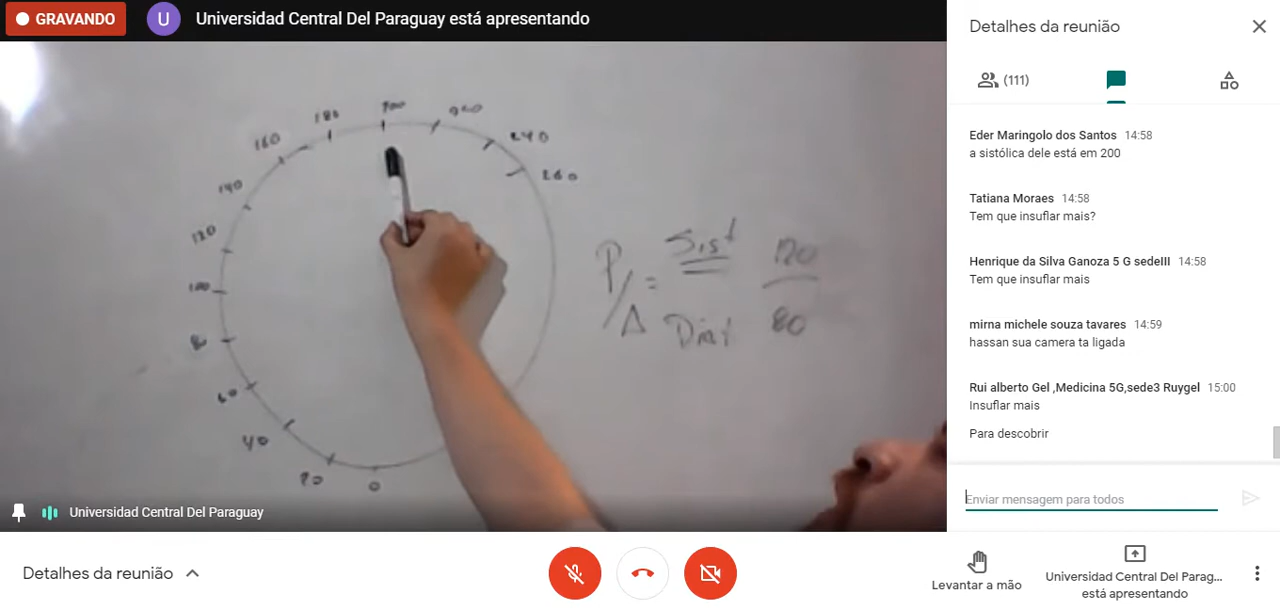 GRAVANDO
U
Universidad Central Del Paraguay está apresentando
Detalhes da reunião
(111)
Eder Maringolo dos Santos 14:58
a sistólica dele está em 200
Tatiana Moraes 14:58
Tem que insuflar mais?
Henrique da Silva Ganoza 5 G sedeIII 14:58
Tem que insuflar mais
mirna michele souza tavares 14:59
hassan sua camera ta ligada
Rui alberto Gel ,Medicina 5G,sede3 Ruygel 15:00
Insuflar mais
Para descobrir
Enviar mensagem para todos
200
180
160
240
260
140
120
100
80
60
40
20
0
P/A = Sist 120
Diast 80
Universidad Central Del Paraguay
Detalhes da reunião
Levantar a mão
Universidad Central Del Parag...
está apresentando